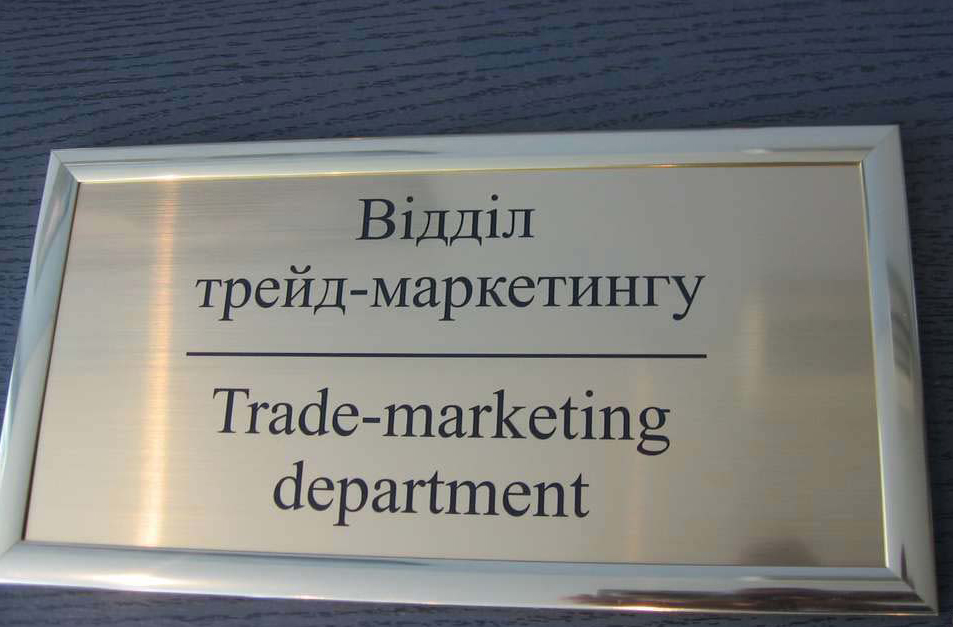 Відділ
трейд-маркетингу
Trade-marketing
department